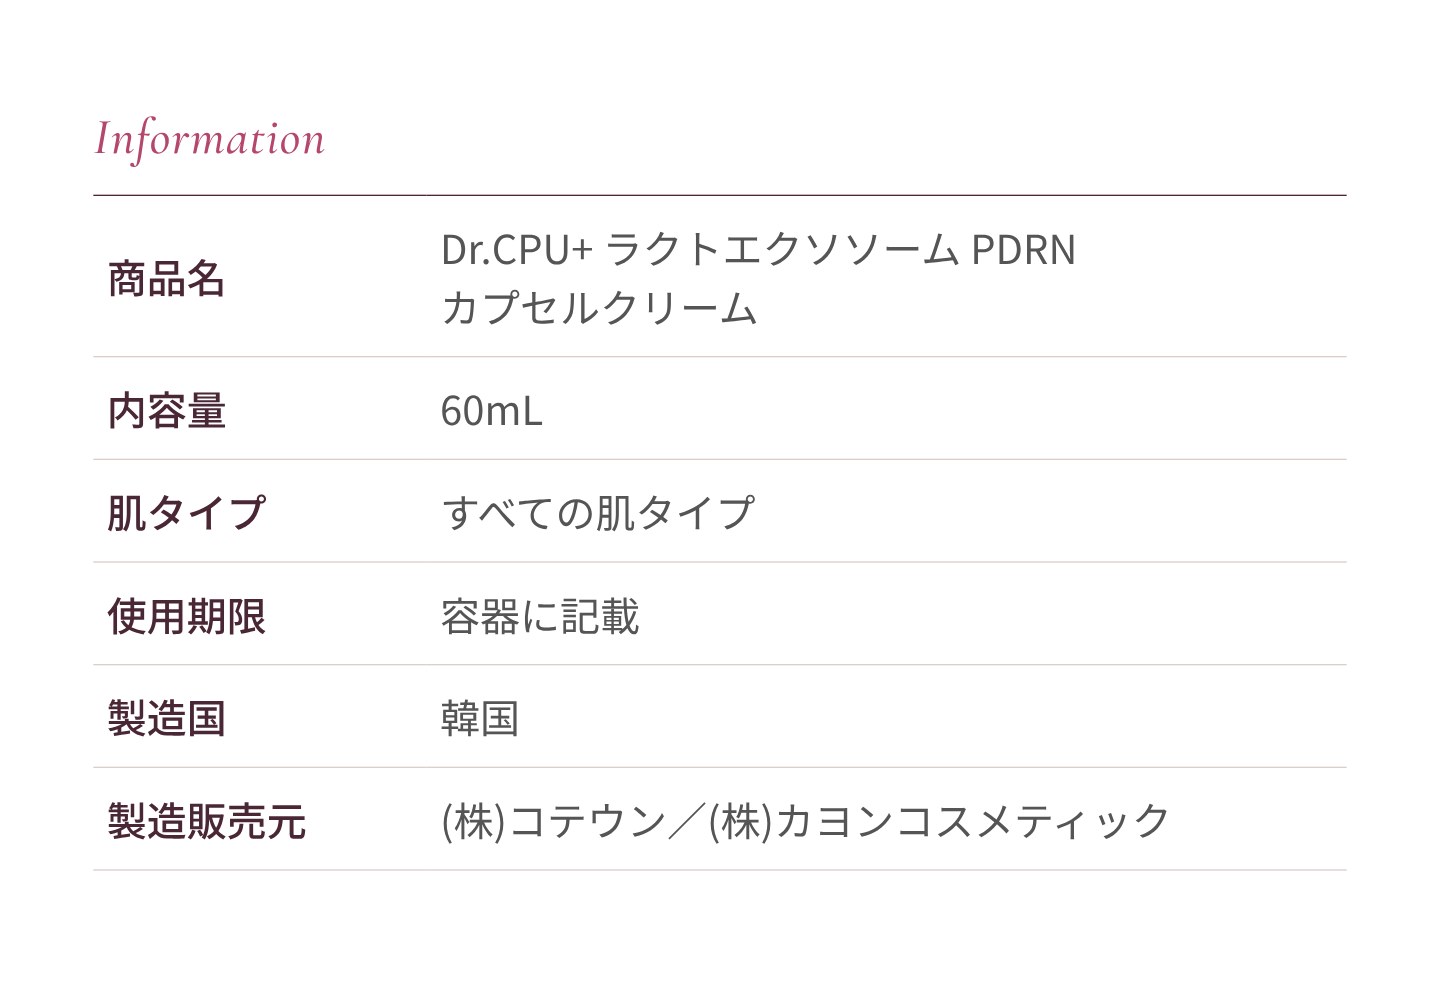 Information
商品名
Dr.CPU+ ラクトエクソソーム PDRN
カプセルクリーム
内容量
60mL
肌タイプ
すべての肌タイプ
使用期限
容器に記載
製造国
韓国
製造販売元
(株)コテウン／(株)カヨンコスメティック